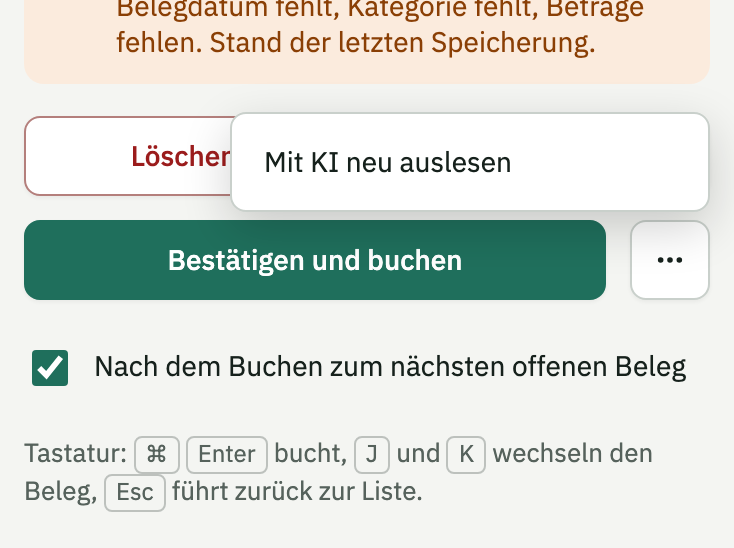 Belegdatum fehlt, Kategorie fehlt, Beträge
fehlen. Stand der letzten Speicherung.
Mit KI neu auslesen
Bestätigen und buchen
Nach dem Buchen zum nächsten offenen Beleg
Tastatur: ⌘ Enter bucht, J und K wechseln den
Beleg, Esc führt zurück zur Liste.